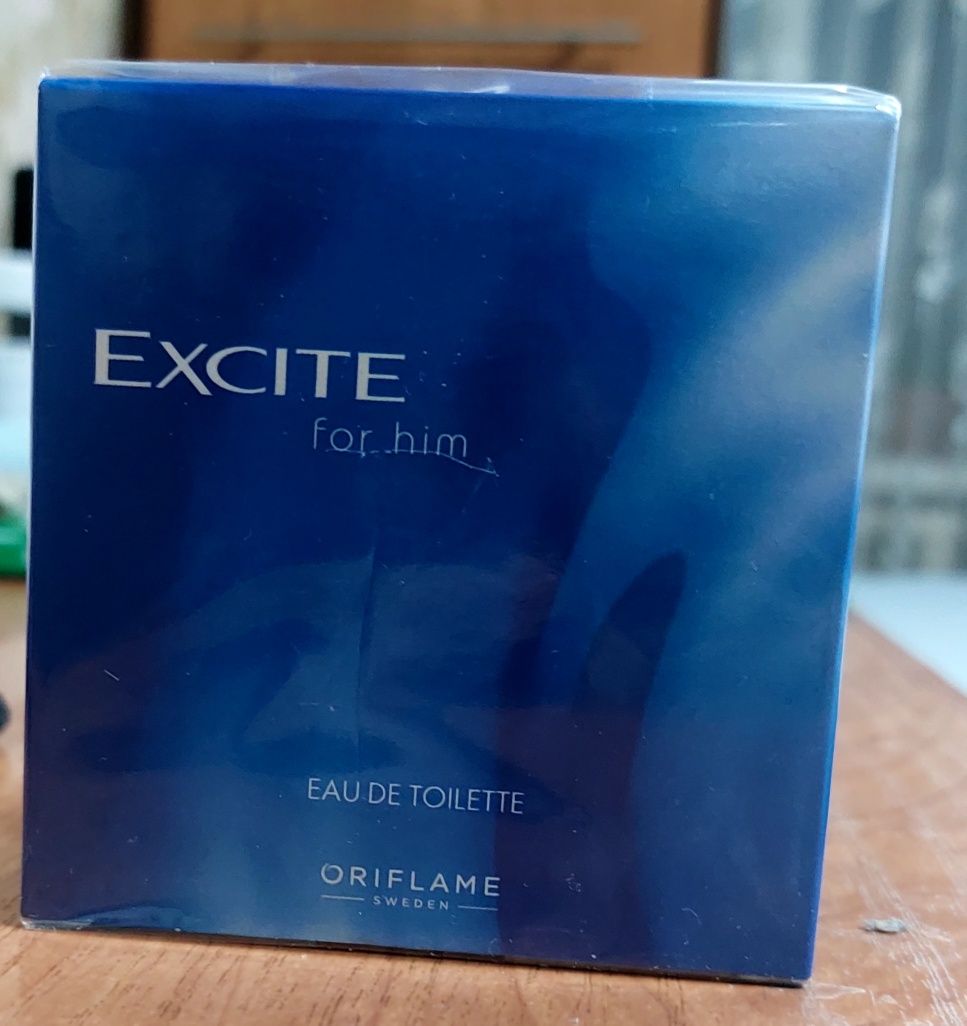 EXCITE
for him
EAU DE TOILETTE
ORIFLAME
SWEDEN